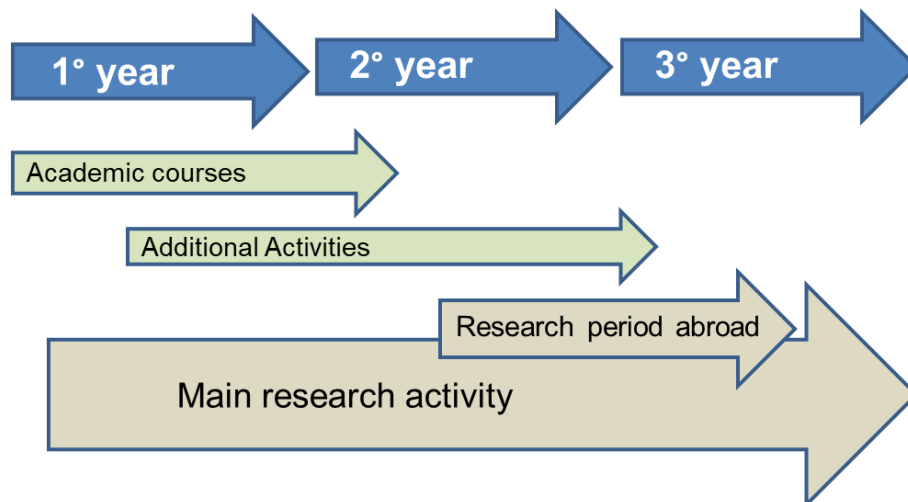 1° year
2° year
3° year
Academic courses
Additional Activities
Research period abroad
Main research activity